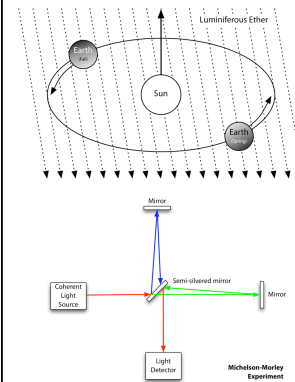 Luminiferous Ether
Earth
(Fall)
Sun
Earth
(Spring)
Mirror
Semi-silvered mirror
Coherent
Light
Source
Mirror
Light
Detector
Michelson-Morley
Experiment